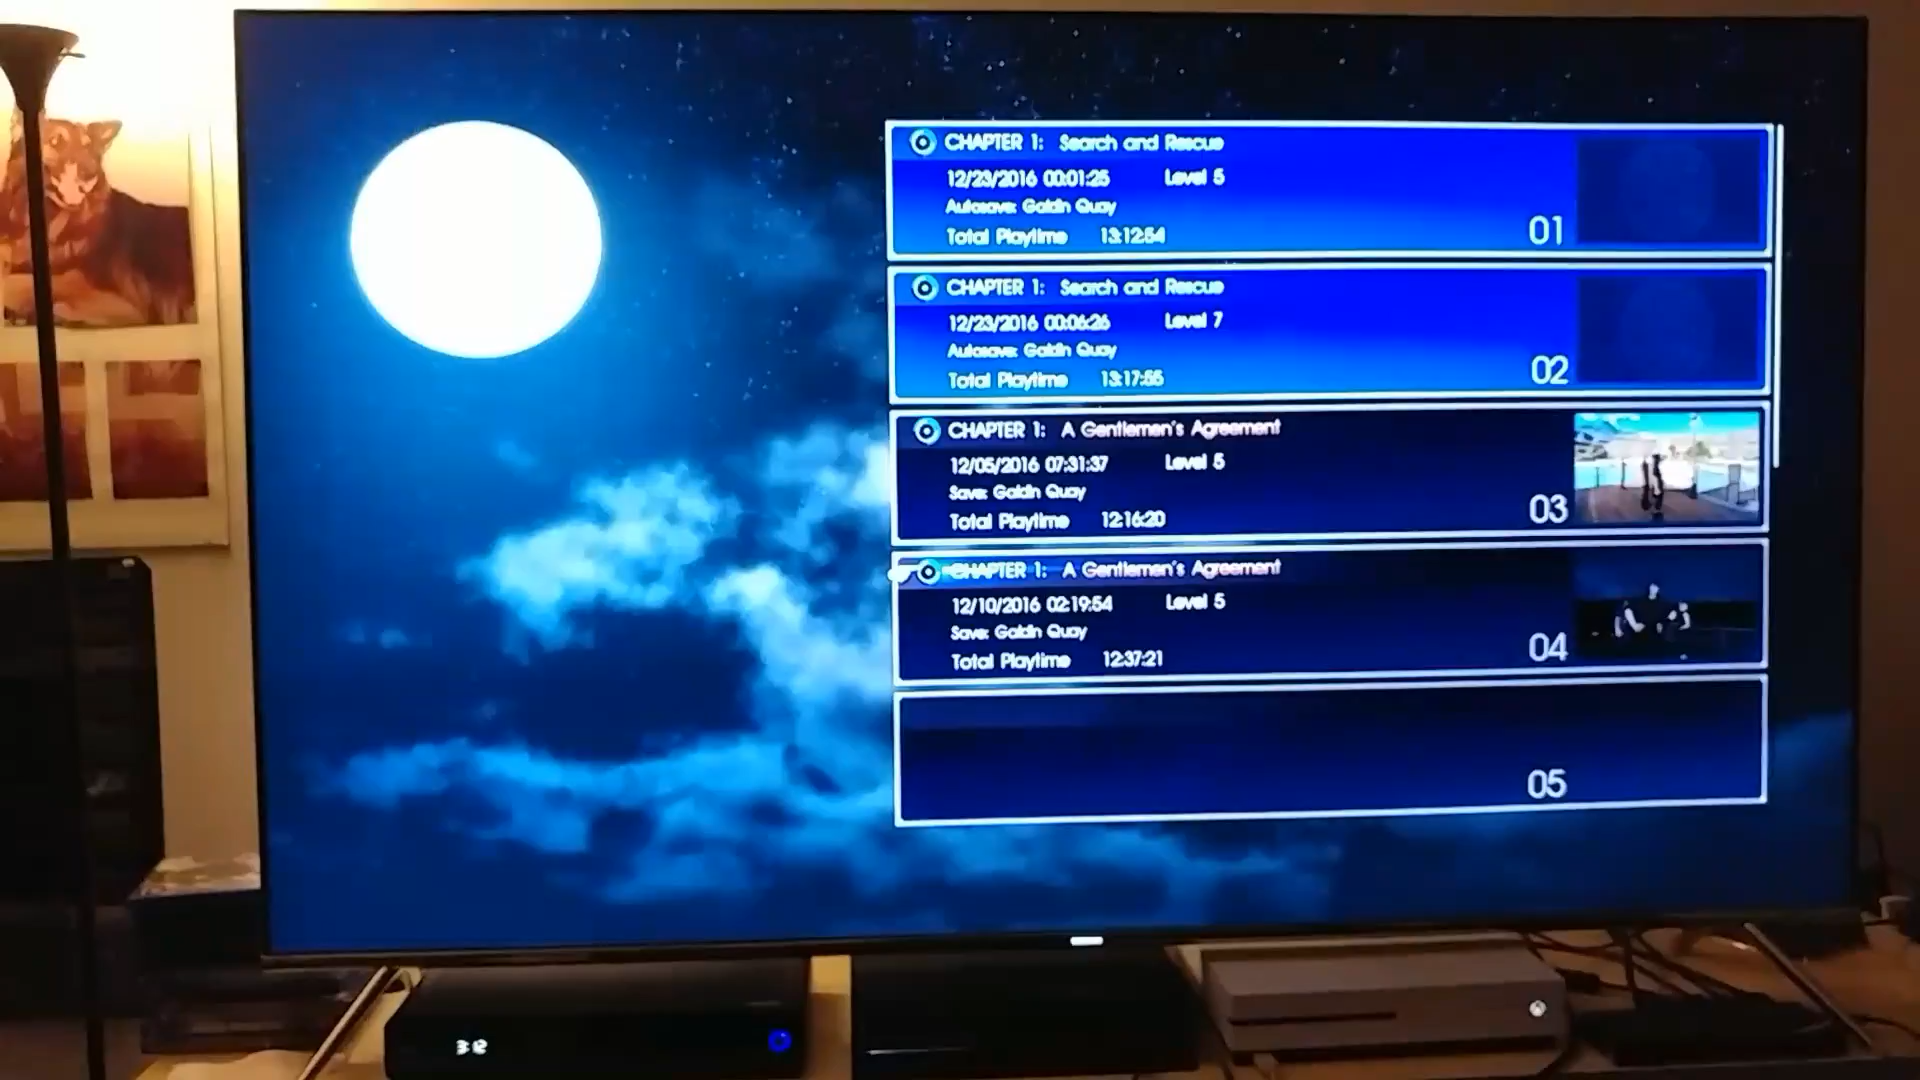 CHAPTER 1: Search and Rescue
12/23/2016 00:01:25 Level 5
Autosave: Galdin Quay
Total Playtime 13:12:54
01
CHAPTER 1: Search and Rescue
12/23/2016 00:06:26 Level 7
Autosave: Galdin Quay
Total Playtime 13:17:55
02
CHAPTER 1: A Gentlemen's Agreement
12/05/2016 07:31:37 Level 5
Save: Galdin Quay
Total Playtime 12:16:20
03
CHAPTER 1: A Gentlemen's Agreement
12/10/2016 02:19:54 Level 5
Save: Galdin Quay
Total Playtime 12:37:21
04
05
3 12